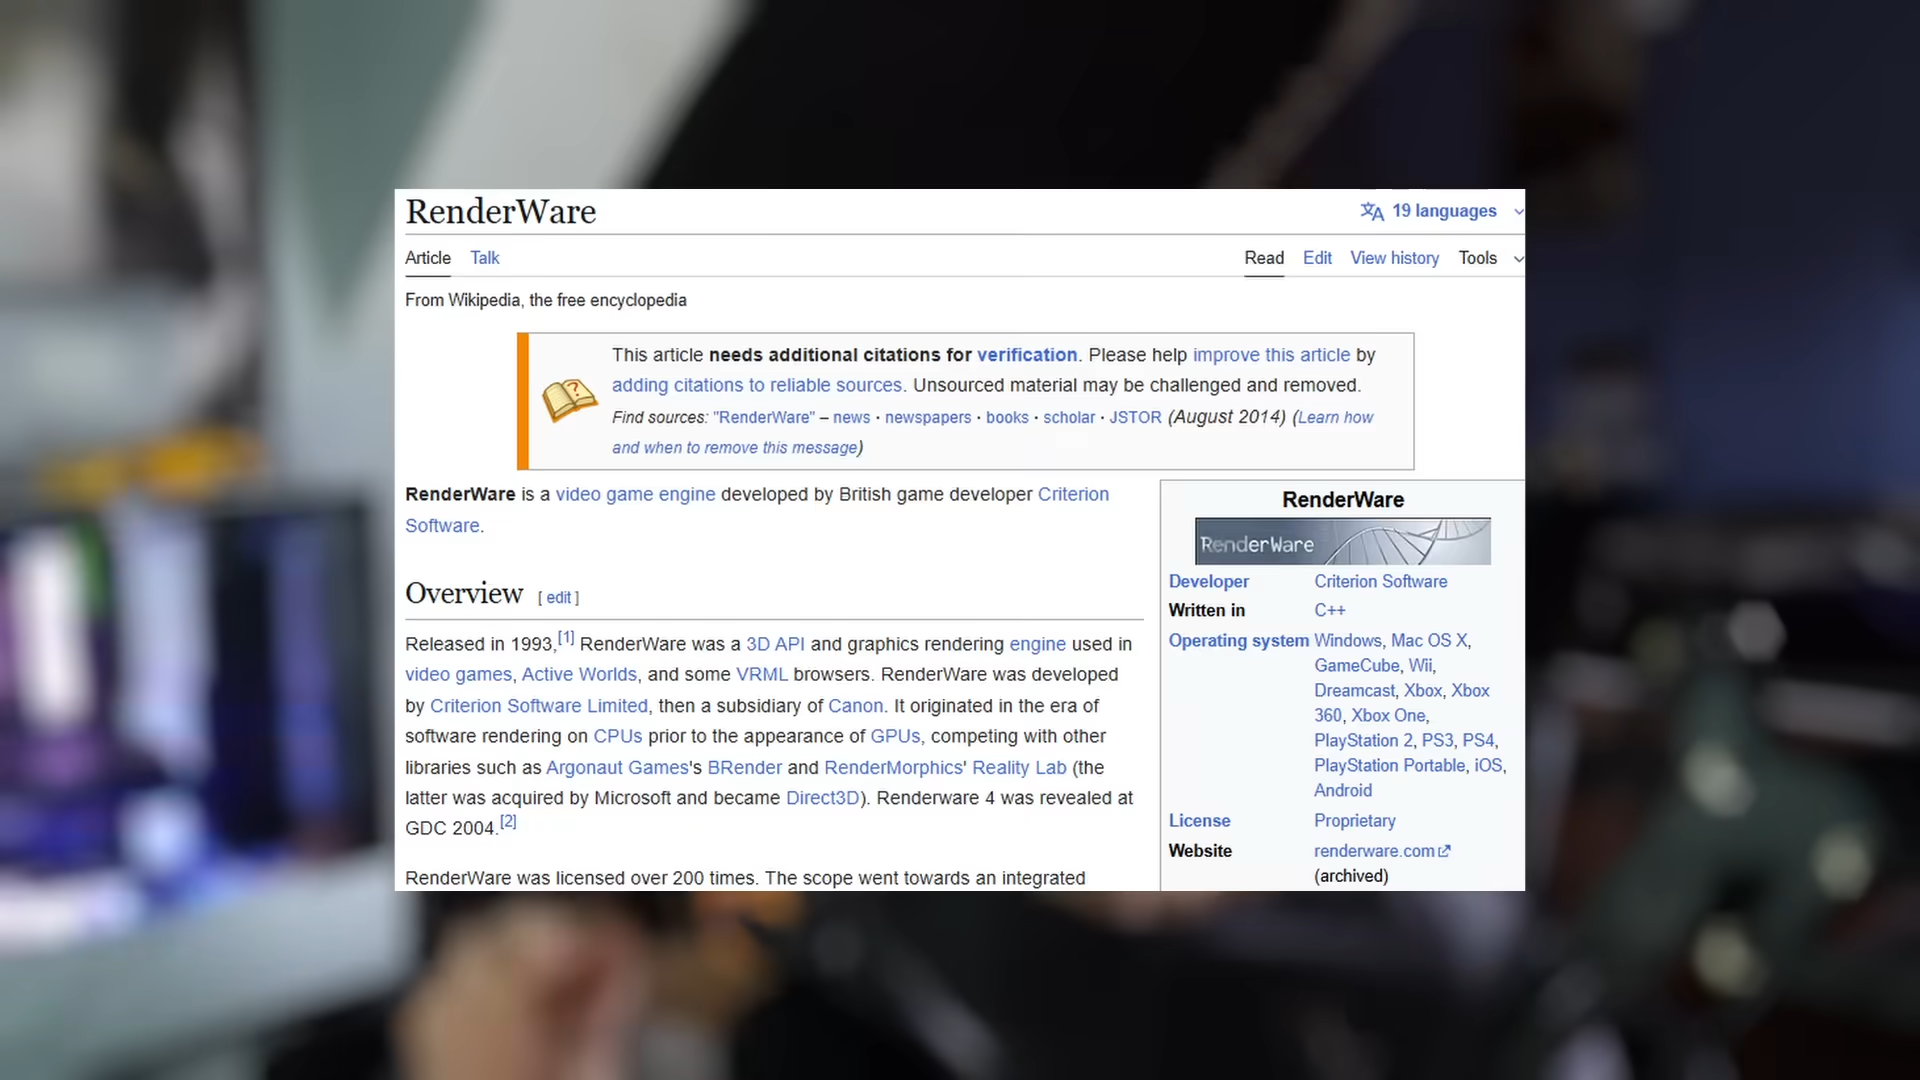 RenderWare
19 languages
Article Talk
Read Edit View history Tools
From Wikipedia, the free encyclopedia
This article needs additional citations for verification. Please help improve this article by
adding citations to reliable sources. Unsourced material may be challenged and removed.
Find sources: "RenderWare" – news · newspapers · books · scholar · JSTOR (August 2014) (Learn how
and when to remove this message)
RenderWare is a video game engine developed by British game developer Criterion
Software.
Overview [ edit ]
Released in 1993,[1] RenderWare was a 3D API and graphics rendering engine used in
video games, Active Worlds, and some VRML browsers. RenderWare was developed
by Criterion Software Limited, then a subsidiary of Canon. It originated in the era of
software rendering on CPUs prior to the appearance of GPUs, competing with other
libraries such as Argonaut Games's BRender and RenderMorphics' Reality Lab (the
latter was acquired by Microsoft and became Direct3D). Renderware 4 was revealed at
GDC 2004.[2]
RenderWare was licensed over 200 times. The scope went towards an integrated
RenderWare
RenderWare
Developer Criterion Software
Written in C++
Operating system Windows, Mac OS X,
GameCube, Wii,
Dreamcast, Xbox, Xbox
360, Xbox One,
PlayStation 2, PS3, PS4,
PlayStation Portable, iOS,
Android
License Proprietary
Website renderware.com
(archived)